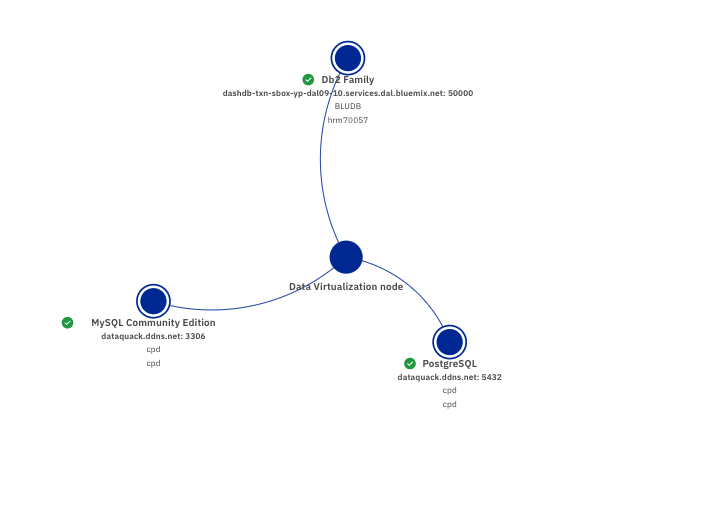 Db2 Family
dashdb-txn-sbox-yp-dal09-10.services.dal.bluemix.net: 50000
BLUDB
hrm70057
Data Virtualization node
MySQL Community Edition
dataquack.ddns.net: 3306
cpd
cpd
PostgreSQL
dataquack.ddns.net: 5432
cpd
cpd